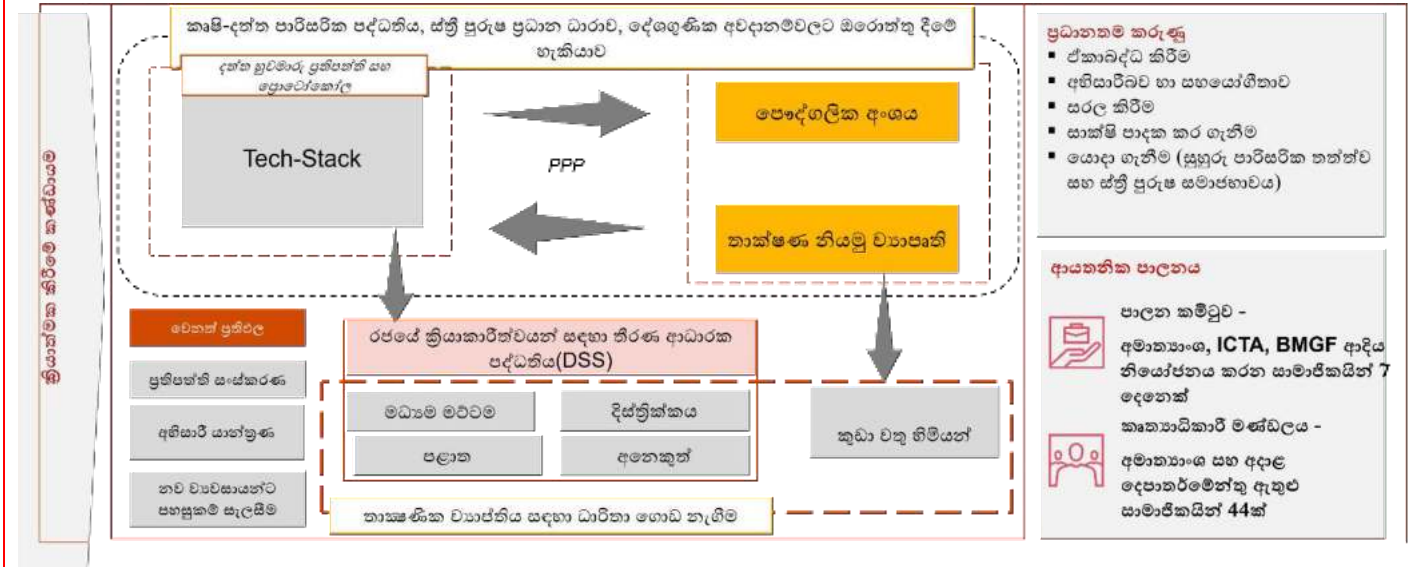 ක්‍රියාත්මක කිරීමේ කණ්ඩායම
කෘෂි-දත්ත පාරිසරික පද්ධතිය, ස්ත්‍රී පුරුෂ ප්‍රධාන ධාරාව, දේශගුණික අවදානම්වලට ඔරොත්තු දීමේ
හැකියාව
දත්ත හුවමාරු ප්‍රතිපත්ති සහ
ප්‍රොටෝකෝල
Tech-Stack
PPP
පෞද්ගලික අංශය
තාක්ෂණ නියමු ව්‍යාපෘති
වෙනත් ප්‍රතිඵල
ප්‍රතිපත්ති සංස්කරණ
අභිසාරී යාන්ත්‍රණ
නව ව්‍යවසායන්ට
පහසුකම් සැලසීම
රජයේ ක්‍රියාකාරීත්වයන් සඳහා තීරණ ආධාරක
පද්ධතිය(DSS)
මධ්‍යම මට්ටම
දිස්ත්‍රික්කය
පළාත
අනෙකුත්
කුඩා වතු හිමියන්
තාක්‍ෂණික ව්‍යාප්තිය සඳහා ධාරිතා ගොඩ නැගීම
ප්‍රධානතම කරුණු
▪ ඒකාබද්ධ කිරීම
▪ අභිසාරීබව හා සහයෝගීතාව
▪ සරල කිරීම
▪ සාක්ෂි පාදක කර ගැනීම
▪ යොදා ගැනීම (සුහුරු පාරිසරික තත්ත්ව
සහ ස්ත්‍රී පුරුෂ සමාජභාවය)
ආයතනික පාලනය
පාලන කමිටුව -
අමාත්‍යාංශ, ICTA, BMGF ආදිය
නියෝජනය කරන සාමාජිකයින් 7
දෙනෙක්
කෘත්‍යාධිකාරී මණ්ඩලය -
අමාත්‍යාංශ සහ අදාළ
දෙපාර්තමේන්තු ඇතුළු
සාමාජිකයින් 44ක්